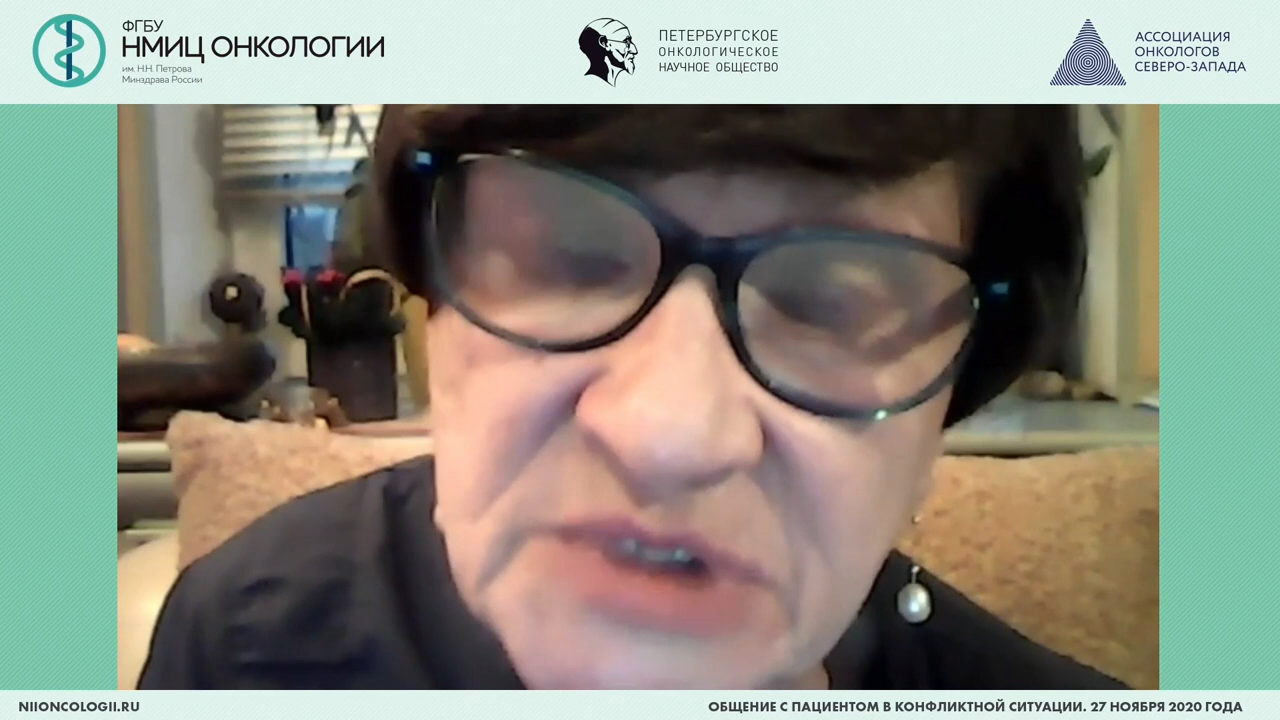 ФГБУ
НМИЦ ОНКОЛОГИИ
им. Н.Н. Петрова
Минздрава России
ПЕТЕРБУРГСКОЕ
ОНКОЛОГИЧЕСКОЕ
НАУЧНОЕ ОБЩЕСТВО
АССОЦИАЦИЯ
ОНКОЛОГОВ
СЕВЕРО-ЗАПАДА
NIIONCOLOGII.RU
ОБЩЕНИЕ С ПАЦИЕНТОМ В КОНФЛИКТНОЙ СИТУАЦИИ. 27 НОЯБРЯ 2020 ГОДА